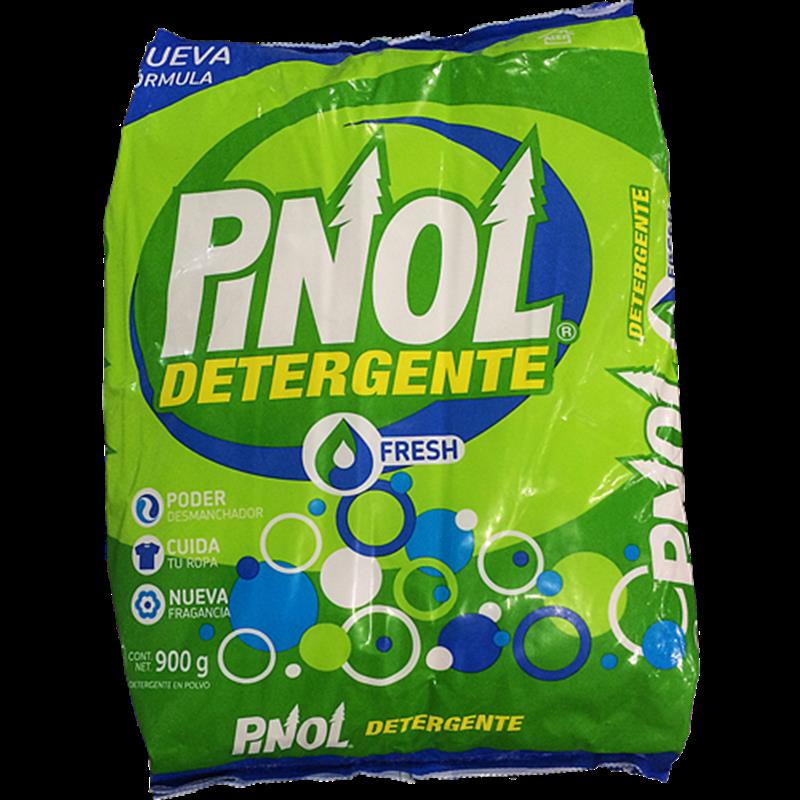 UEVA
ÓRMULA
PINOL®
DETERGENTE
FRESH
PODER
DESMANCHADOR
CUIDA
TU ROPA
NUEVA
FRAGANCIA
CONT.
NET. 900 g
DETERGENTE EN POLVO
PINOL
DETERGENTE
DETERGENTE
PINOL